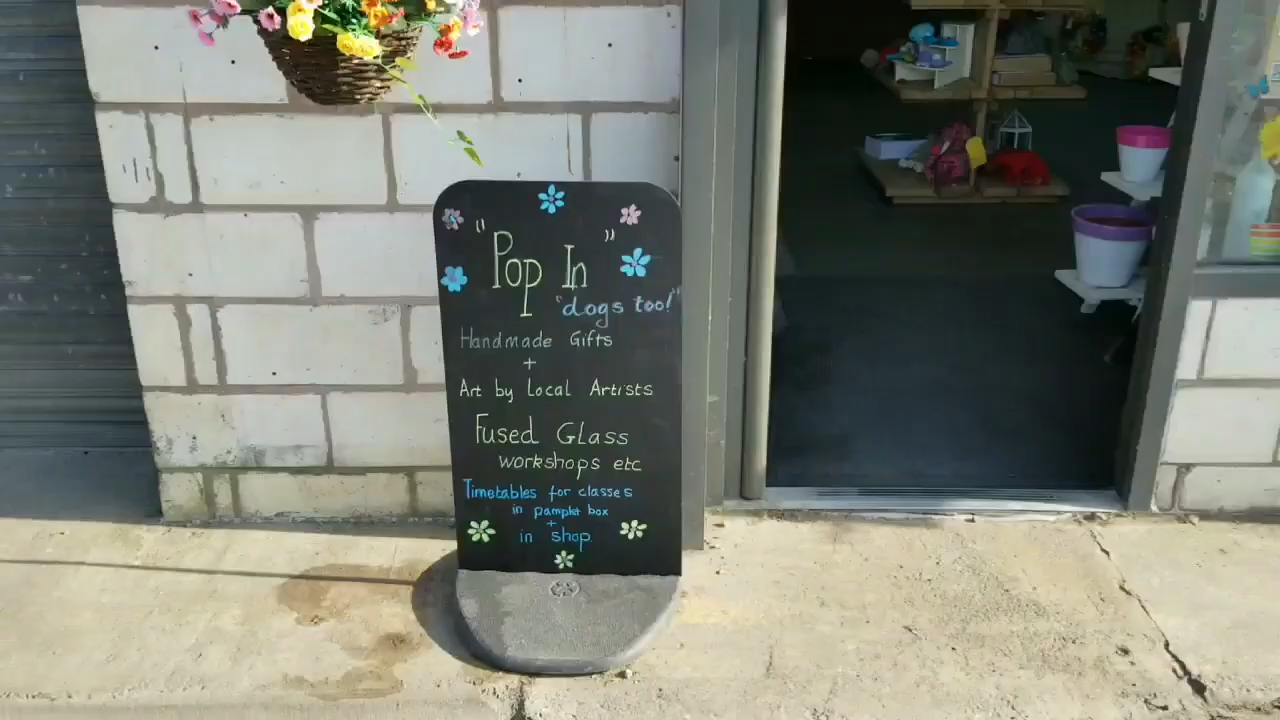 "Pop In"
"dogs too!"
Handmade Gifts
+
Art by Local Artists
Fused Glass
workshops etc
Timetables for classes
in pamplet box
+
in shop.